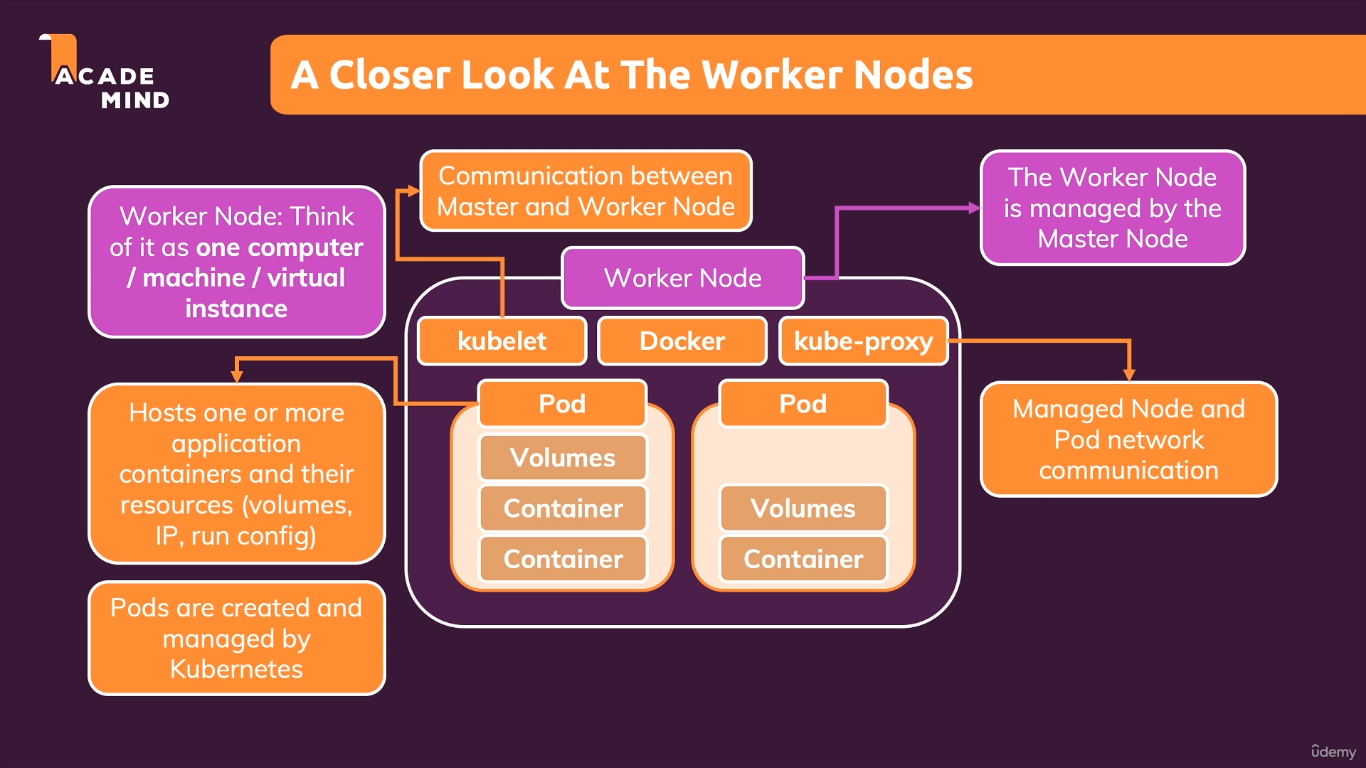 ACADE
MIND
A Closer Look At The Worker Nodes
Communication between
Master and Worker Node
The Worker Node
is managed by the
Master Node
Worker Node: Think
of it as one computer
/ machine / virtual
instance
Worker Node
kubelet
Docker
kube-proxy
Hosts one or more
application
containers and their
resources (volumes,
IP, run config)
Pod
Volumes
Container
Container
Pod
Volumes
Container
Managed Node and
Pod network
communication
Pods are created and
managed by
Kubernetes
ûdemy